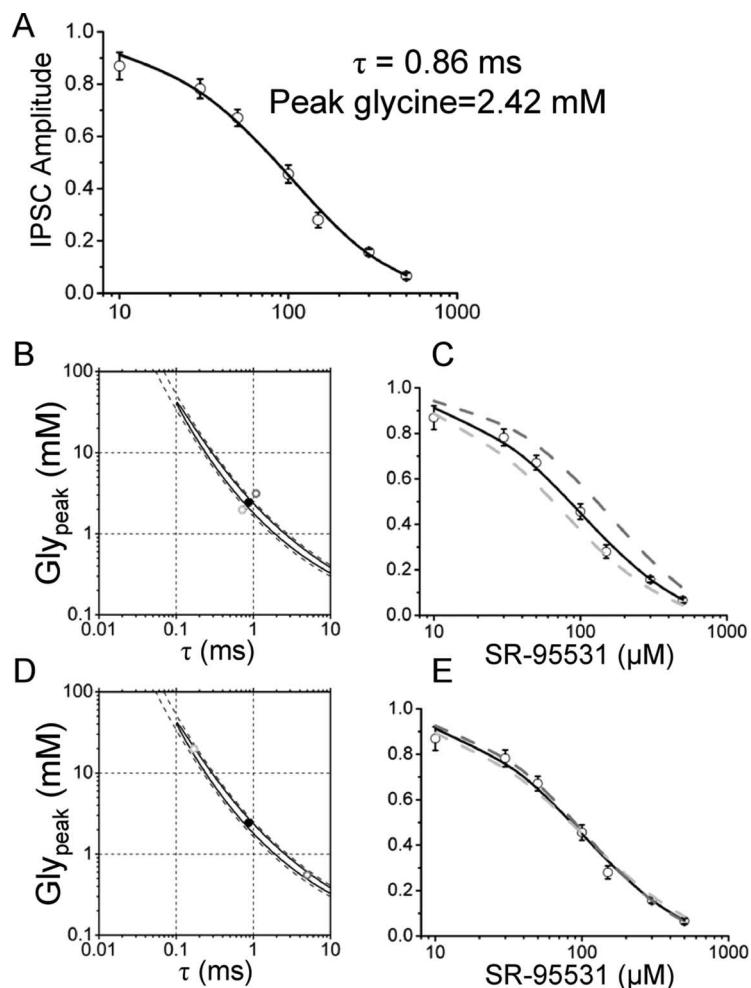 A
τ = 0.86 ms
Peak glycine=2.42 mM
IPSC Amplitude
1.0
0.8
0.6
0.4
0.2
0.0
10 100 1000
B
Gly peak (mM)
100
10
1
0.1
0.01 0.1 1 10
τ (ms)
C
1.0
0.8
0.6
0.4
0.2
0.0
10 100 1000
SR-95531 (μM)
D
Gly peak (mM)
100
10
1
0.1
0.01 0.1 1 10
τ (ms)
E
1.0
0.8
0.6
0.4
0.2
0.0
10 100 1000
SR-95531 (μM)